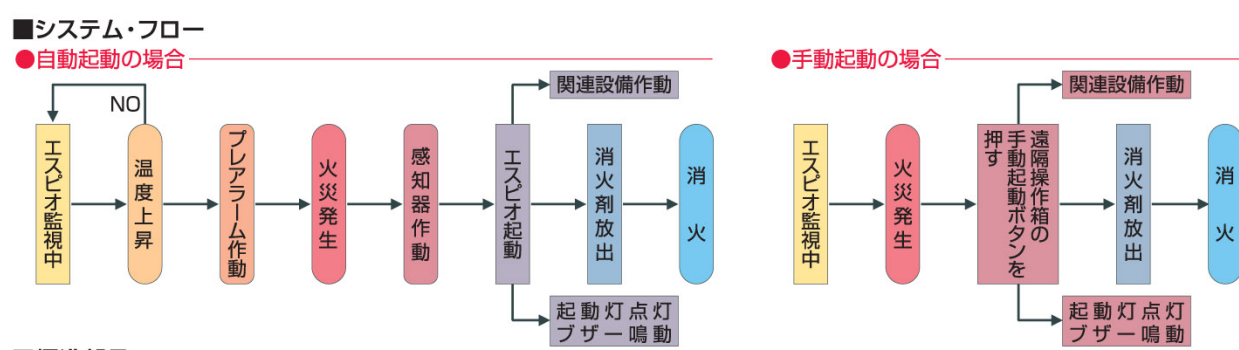 ■システム・フロー
●自動起動の場合
NO
エスピオ監視中
温度上昇
プレアラーム作動
火災発生
感知器作動
エスピオ起動
関連設備作動
起動灯点灯
ブザー鳴動
消火剤放出
消火
●手動起動の場合
エスピオ監視中
火災発生
遠隔操作箱の
手動起動ボタンを
押す
関連設備作動
起動灯点灯
ブザー鳴動
消火剤放出
消火